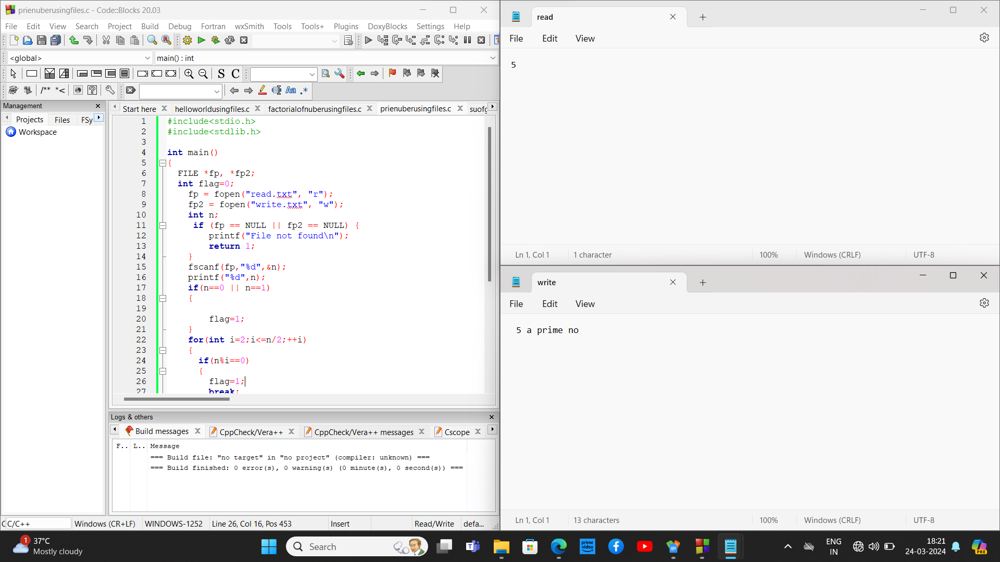 prienuberusingfiles.c - Code::Blocks 20.03
File Edit View Search Project Build Debug Fortran wxSmith Tools Tools+ Plugins DoxyBlocks Settings Help
<global> main() : int
S C
/** *< Aa .*
Management
Projects Files FSy
Workspace
Start here helloworldusingfiles.c factorialofnuberusingfiles.c prienuberusingfiles.c
1 #include<stdio.h>
2 #include<stdlib.h>
3
4 int main()
5 {
6 FILE *fp, *fp2;
7 int flag=0;
8 fp = fopen("read.txt", "r");
9 fp2 = fopen("write.txt", "w");
10 int n;
11 if (fp == NULL || fp2 == NULL) {
12 printf("File not found\n");
13 return 1;
14 }
15 fscanf(fp,"%d",&n);
16 printf("%d",n);
17 if(n==0 || n==1)
18 {
19
20 flag=1;
21 }
22 for(int i=2;i<=n/2;++i)
23 {
24 if(n%i==0)
25 {
26 flag=1;
27 break;
Logs & others
Build messages CppCheck/Vera++ CppCheck/Vera++ messages Cscope
F.. L.. Message
=== Build file: "no target" in "no project" (compiler: unknown) ===
=== Build finished: 0 error(s), 0 warning(s) (0 minute(s), 0 second(s)) ===
C/C++ Windows (CR+LF) WINDOWS-1252 Line 26, Col 16, Pos 453 Insert Read/Write defa...
read
File Edit View
5
Ln 1, Col 1 1 character 100% Windows (CRLF) UTF-8
write
File Edit View
5 a prime no
Ln 1, Col 1 13 characters 100% Windows (CRLF) UTF-8
1 37°C
Mostly cloudy
Search
prime video
ENG
IN
18:21
24-03-2024
PRE